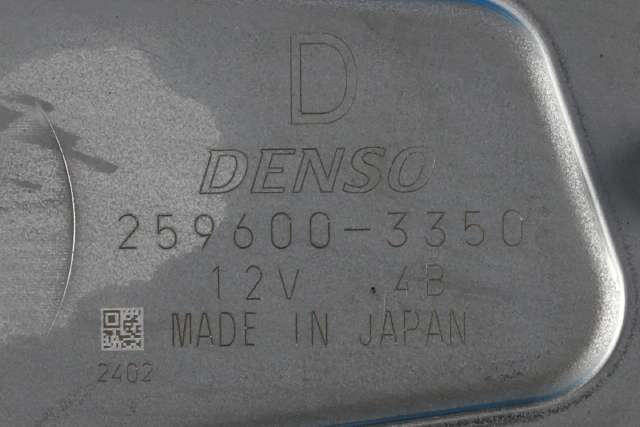 D
DENSO
259600-3350
12V 4B
MADE IN JAPAN
2402